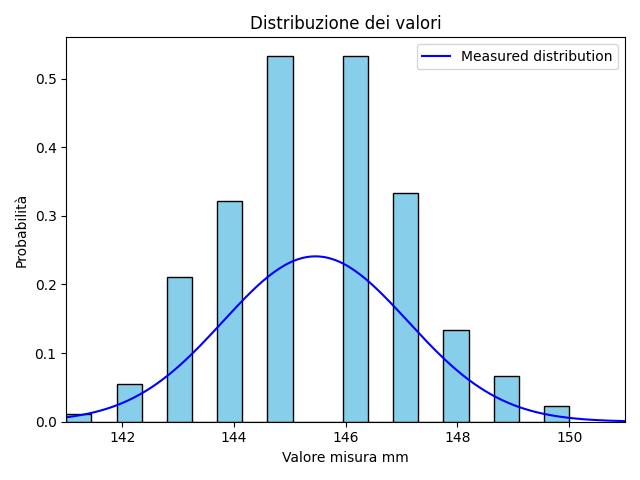 Distribuzione dei valori
Measured distribution
Probabilità
0.5
0.4
0.3
0.2
0.1
0.0
142 144 146 148 150
Valore misura mm